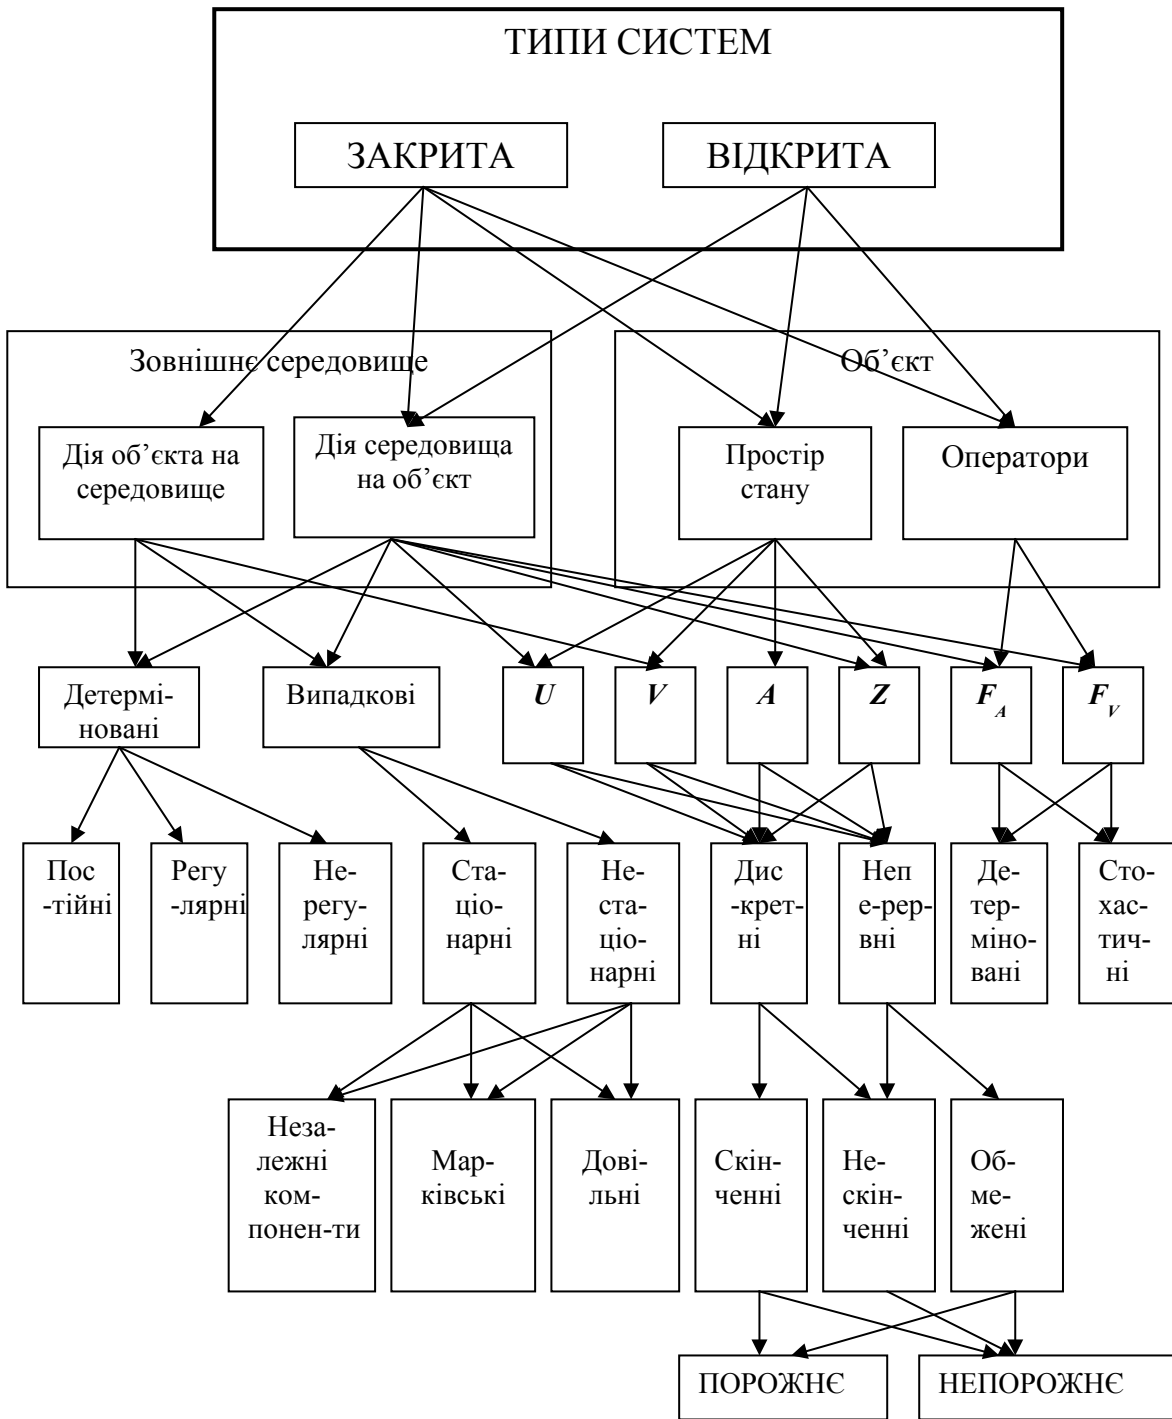 ТИПИ СИСТЕМ
ЗАКРИТА
ВІДКРИТА
Зовнішнє середовище
Об’єкт
Дія об’єкта на
середовище
Дія середовища
на об’єкт
Простір
стану
Оператори
Детермі-
новані
Випадкові
U
V
A
Z
F_A
F_V
Пос
-тійні
Регу
-лярні
Не-
регу-
лярні
Ста-
ціо-
нарні
Не-
ста-
ціо-
нарні
Дис
-крет-
ні
Неп
е-рер-
вні
Де-
тер-
міно-
вані
Сто-
хас-
тич-
ні
Неза-
лежні
ком-
понен-ти
Мар-
ківські
Дові-
льні
Скін-
ченні
Не-
скін-
ченні
Об-
ме-
жені
ПОРОЖНЄ
НЕПОРОЖНЄ